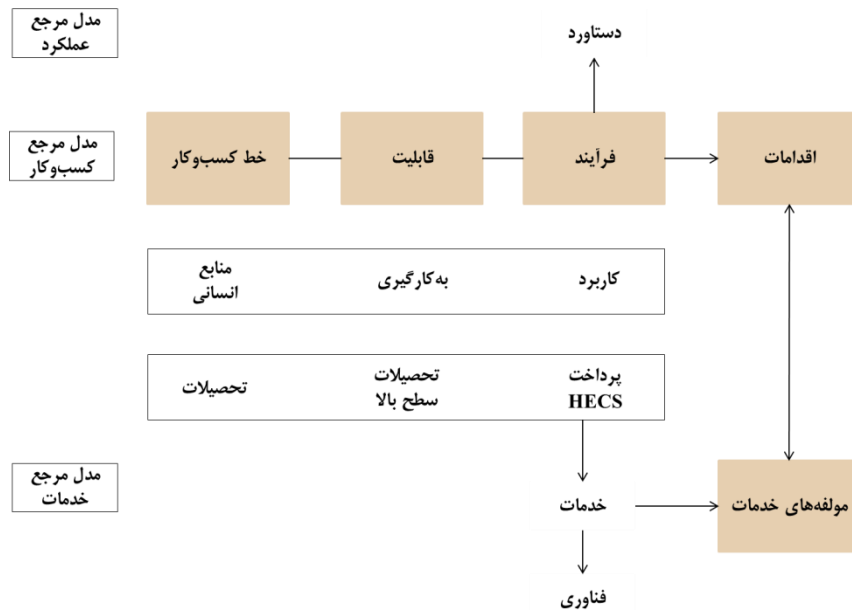 مدل مرجع
عملکرد
دستاورد
مدل مرجع
کسب‌وکار
خط کسب‌وکار
قابلیت
فرآیند
اقدامات
منابع
انسانی
به‌کارگیری
کاربرد
تحصیلات
تحصیلات
سطح بالا
پرداخت
HECS
مدل مرجع
خدمات
خدمات
مولفه‌های خدمات
فناوری